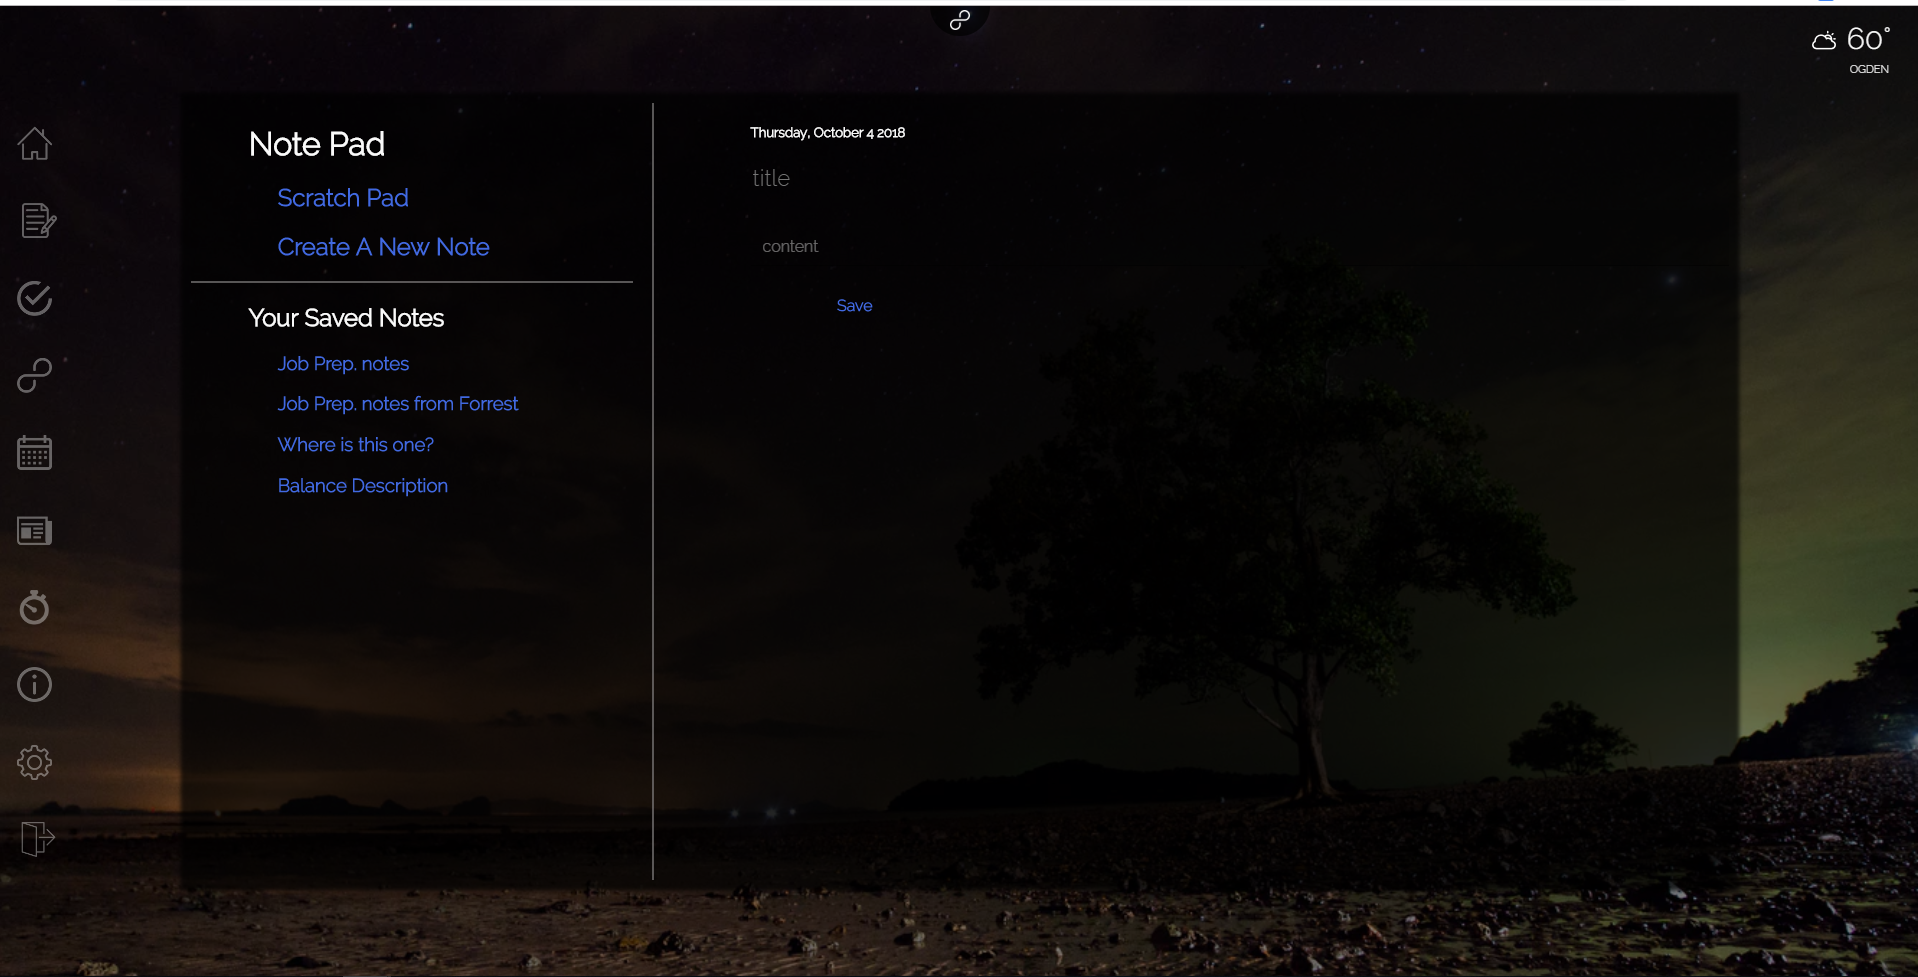 60°
OGDEN
Note Pad
Scratch Pad
Create A New Note
Your Saved Notes
Job Prep. notes
Job Prep. notes from Forrest
Where is this one?
Balance Description
Thursday, October 4 2018
title
content
Save